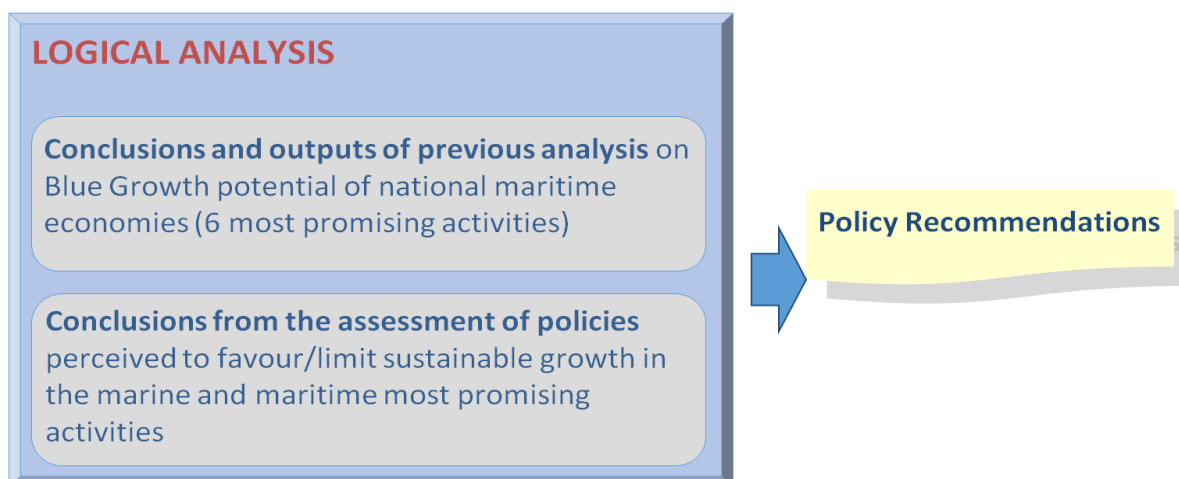 LOGICAL ANALYSIS
Conclusions and outputs of previous analysis on
Blue Growth potential of national maritime
economies (6 most promising activities)
Conclusions from the assessment of policies
perceived to favour/limit sustainable growth in
the marine and maritime most promising
activities
Policy Recommendations